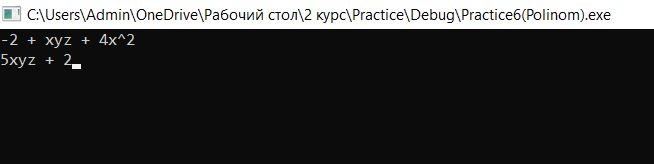 C:\Users\Admin\OneDrive\Рабочий стол\2 курс\Practice\Debug\Practice6(Polinom).exe
-2 + xyz + 4x^2
5xyz + 2